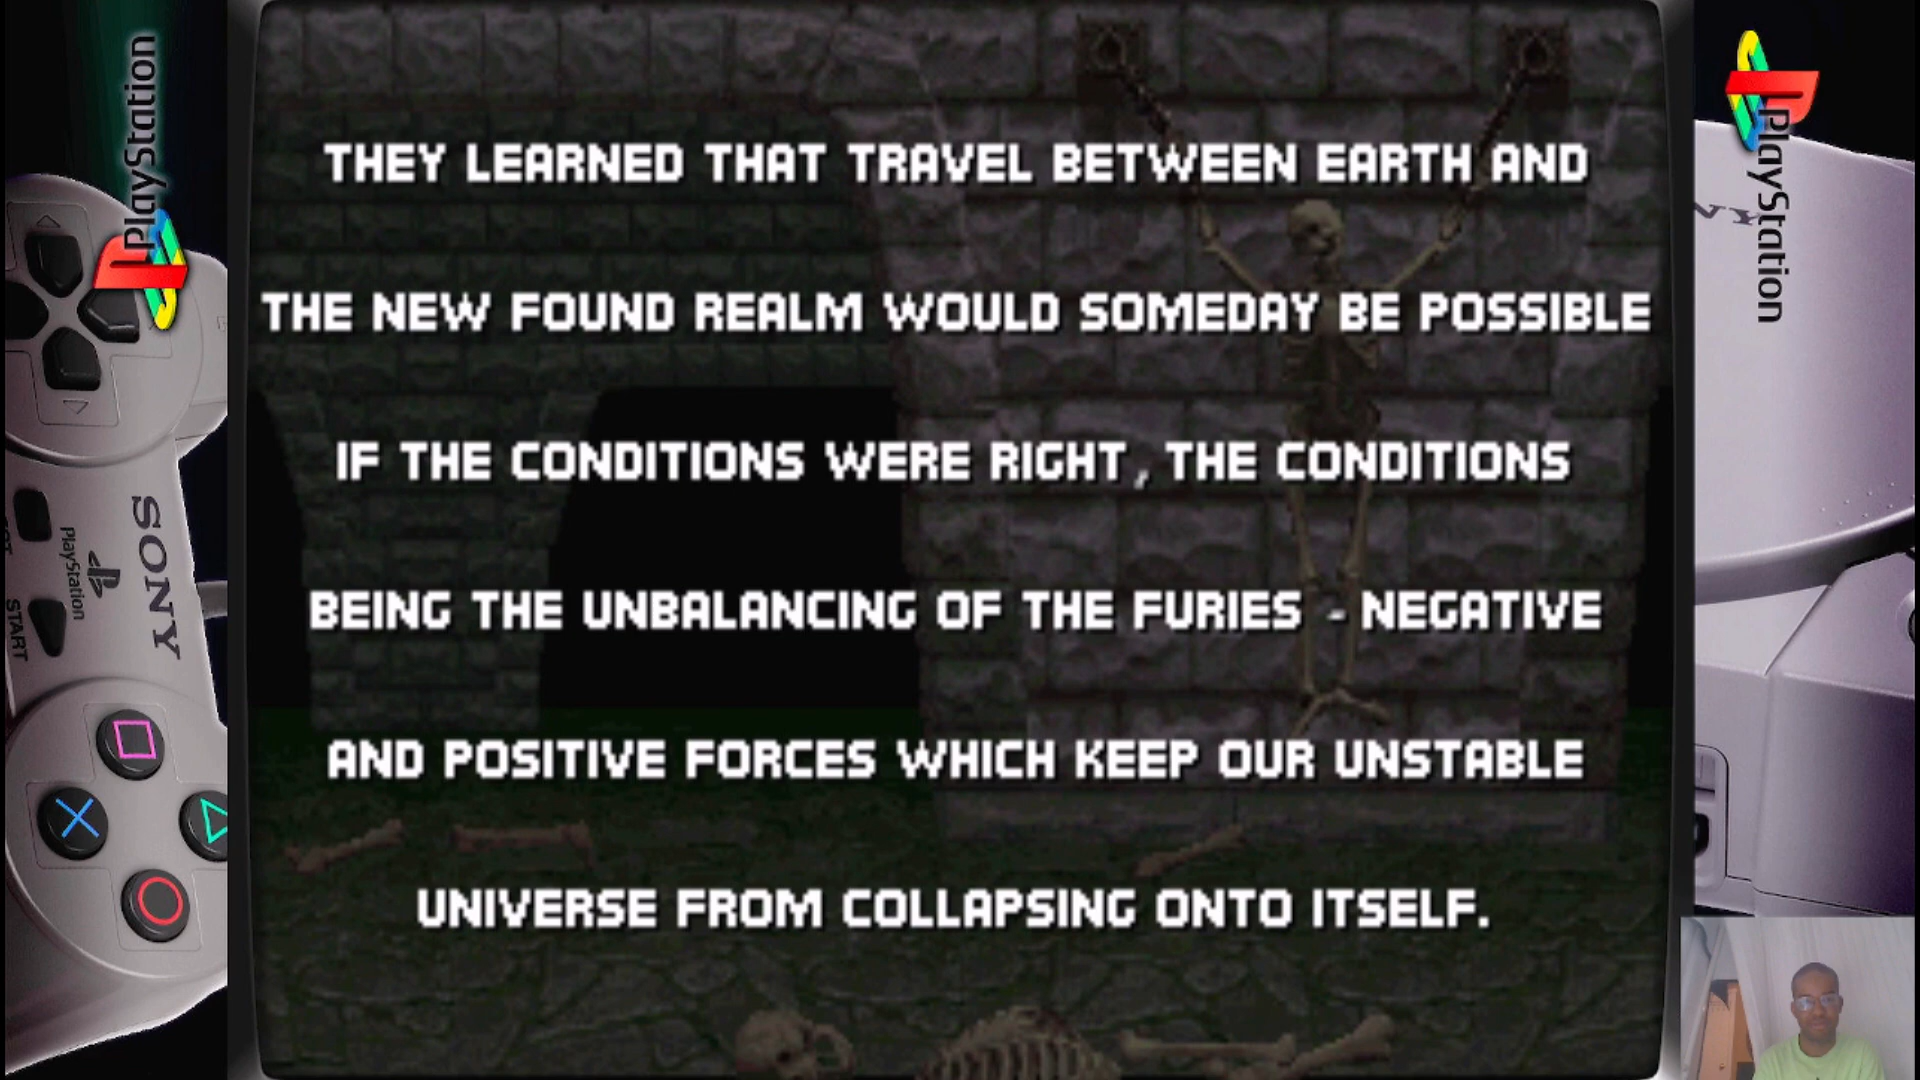 THEY LEARNED THAT TRAVEL BETWEEN EARTH AND
THE NEW FOUND REALM WOULD SOMEDAY BE POSSIBLE
IF THE CONDITIONS WERE RIGHT, THE CONDITIONS
BEING THE UNBALANCING OF THE FURIES - NEGATIVE
AND POSITIVE FORCES WHICH KEEP OUR UNSTABLE
UNIVERSE FROM COLLAPSING ONTO ITSELF.
PlayStation
SONY
PlayStation
START
PlayStation